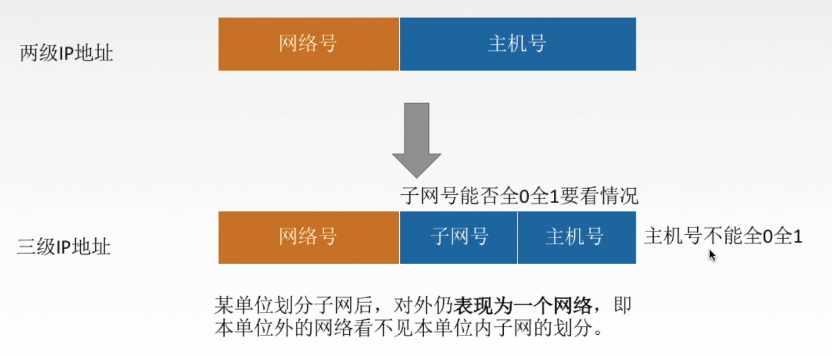 两级IP地址
网络号
主机号
子网号能否全0全1要看情况
三级IP地址
网络号
子网号
主机号
主机号不能全0全1
某单位划分子网后，对外仍表现为一个网络，即
本单位外的网络看不见本单位内子网的划分。